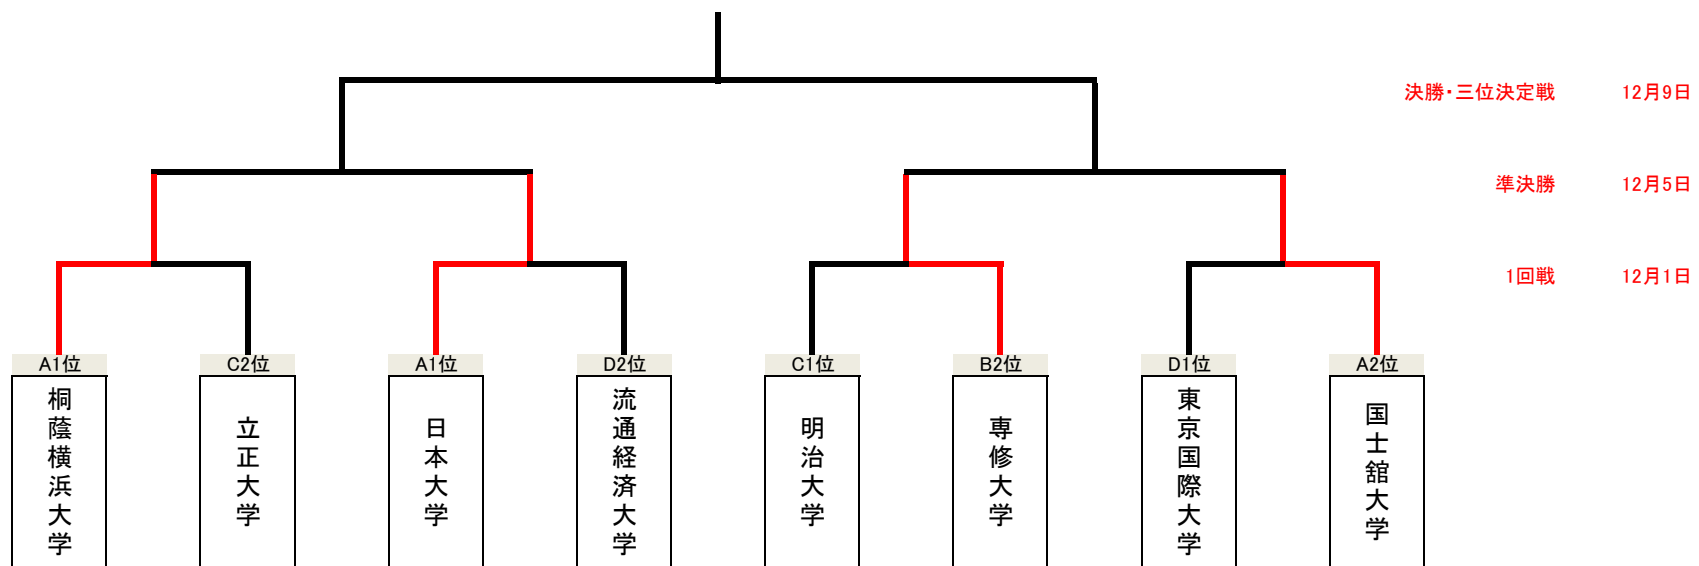 決勝・三位決定戦 12月9日
準決勝 12月5日
1回戦 12月1日
A1位 C2位 A1位 D2位 C1位 B2位 D1位 A2位
桐蔭横浜大学
立正大学
日本大学
流通経済大学
明治大学
専修大学
東京国際大学
国士舘大学